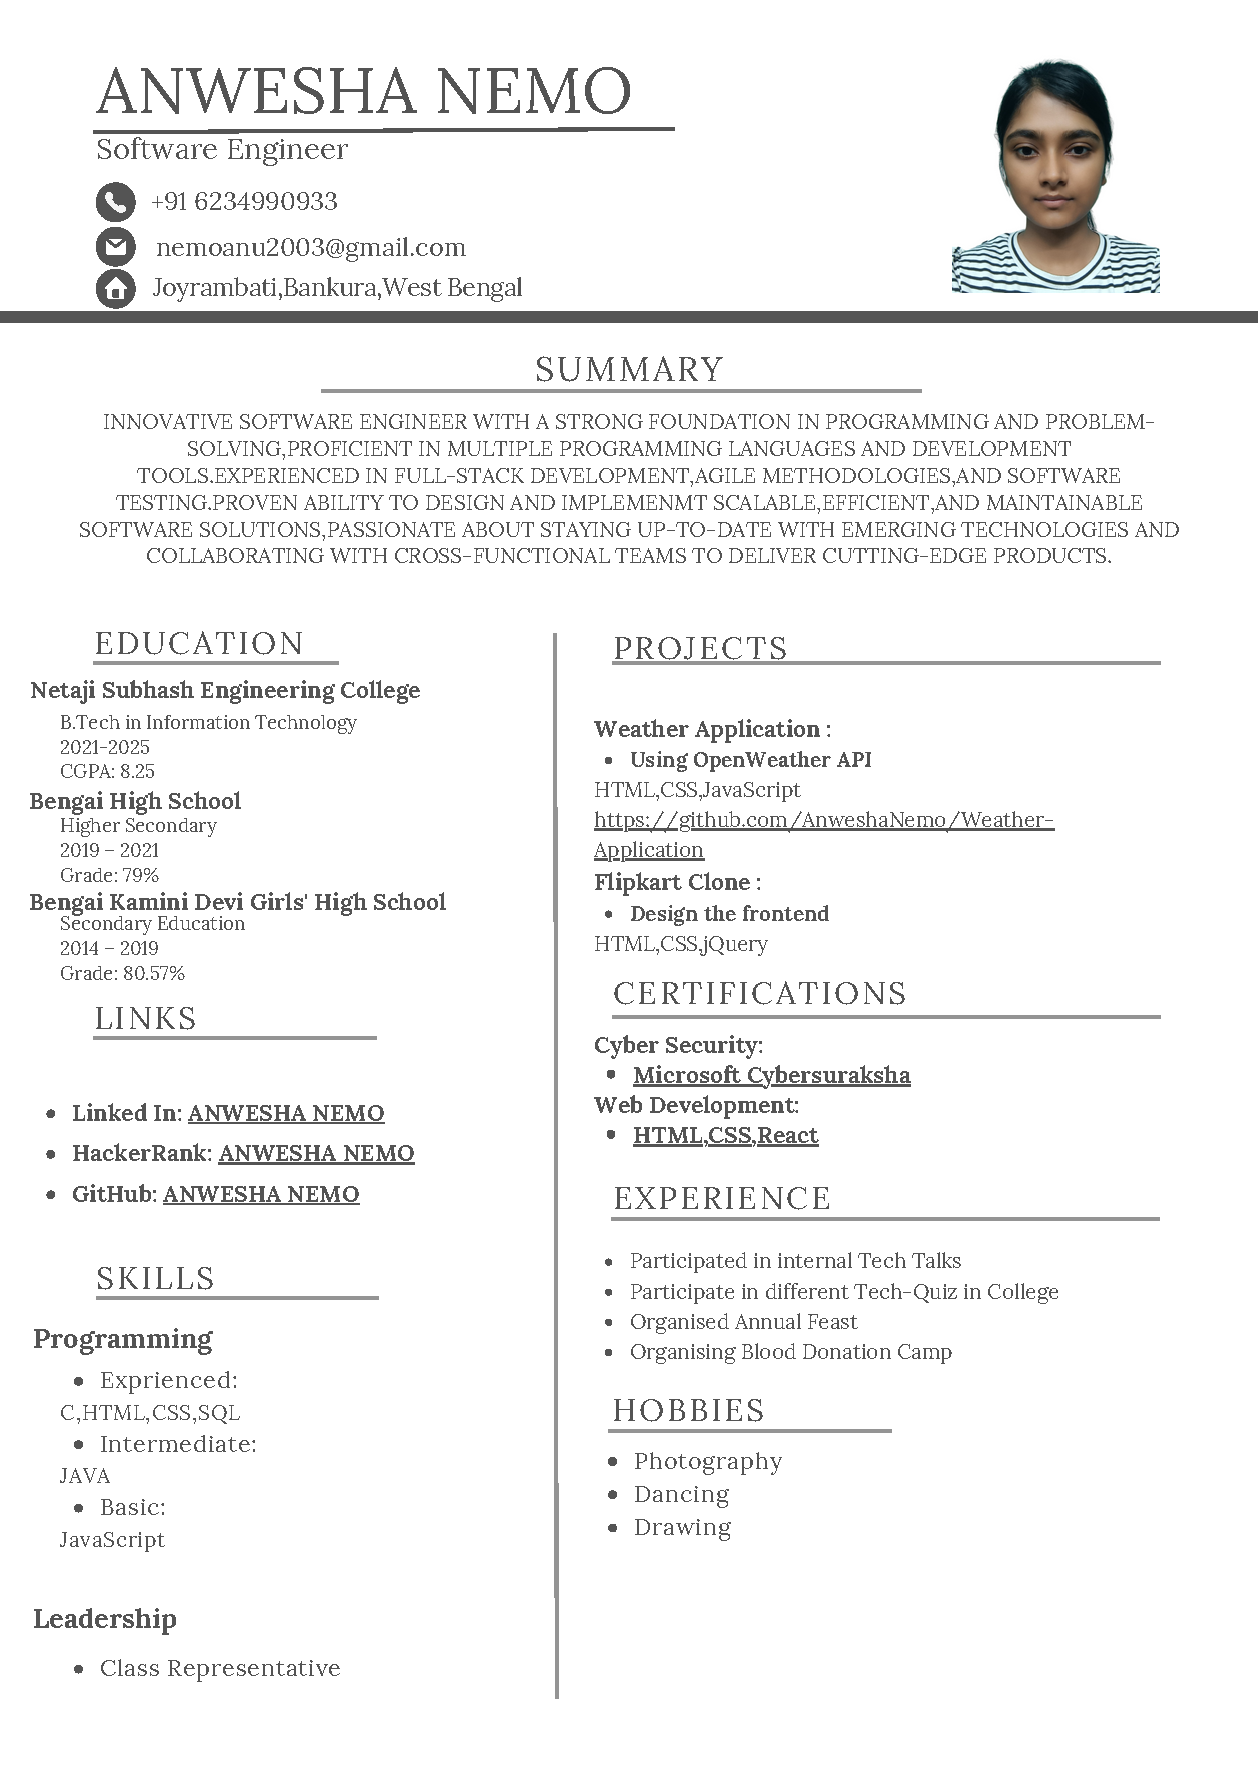 ANWESHA NEMO
Software Engineer
+91 6234990933
nemoanu2003@gmail.com
Joyrambati,Bankura,West Bengal
SUMMARY
INNOVATIVE SOFTWARE ENGINEER WITH A STRONG FOUNDATION IN PROGRAMMING AND PROBLEM-
SOLVING,PROFICIENT IN MULTIPLE PROGRAMMING LANGUAGES AND DEVELOPMENT
TOOLS.EXPERIENCED IN FULL-STACK DEVELOPMENT,AGILE METHODOLOGIES,AND SOFTWARE
TESTING.PROVEN ABILITY TO DESIGN AND IMPLEMENMT SCALABLE,EFFICIENT,AND MAINTAINABLE
SOFTWARE SOLUTIONS,PASSIONATE ABOUT STAYING UP-TO-DATE WITH EMERGING TECHNOLOGIES AND
COLLABORATING WITH CROSS-FUNCTIONAL TEAMS TO DELIVER CUTTING-EDGE PRODUCTS.
EDUCATION
Netaji Subhash Engineering College
B.Tech in Information Technology
2021-2025
CGPA: 8.25
Bengai High School
Higher Secondary
2019 – 2021
Grade: 79%
Bengai Kamini Devi Girls' High School
Secondary Education
2014 – 2019
Grade: 80.57%
LINKS
• Linked In: ANWESHA NEMO
• HackerRank: ANWESHA NEMO
• GitHub: ANWESHA NEMO
SKILLS
Programming
• Exprienced:
C,HTML,CSS,SQL
• Intermediate:
JAVA
• Basic:
JavaScript
Leadership
• Class Representative
PROJECTS
Weather Application :
• Using OpenWeather API
HTML,CSS,JavaScript
https://github.com/AnweshaNemo/Weather-
Application
Flipkart Clone :
• Design the frontend
HTML,CSS,jQuery
CERTIFICATIONS
Cyber Security:
• Microsoft Cybersuraksha
Web Development:
• HTML,CSS,React
EXPERIENCE
• Participated in internal Tech Talks
• Participate in different Tech-Quiz in College
• Organised Annual Feast
• Organising Blood Donation Camp
HOBBIES
• Photography
• Dancing
• Drawing